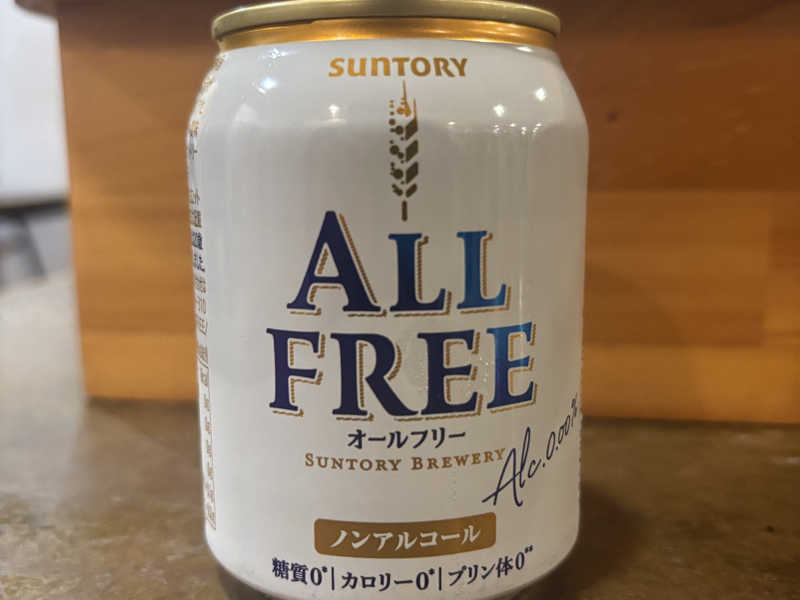 SUNTORY
ALL
FREE
オールフリー
SUNTORY BREWERY
Alc.0.00%
ノンアルコール
糖質0*|カロリー0*|プリン体0**